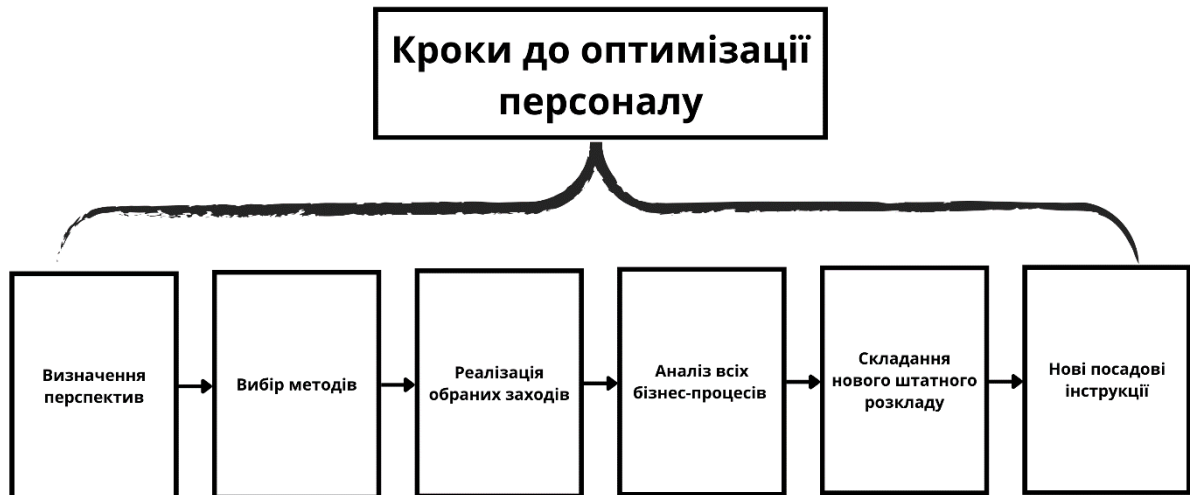 Кроки до оптимізації
персоналу
Визначення
перспектив
Вибір методів
Реалізація
обраних заходів
Аналіз всіх
бізнес-процесів
Складання
нового штатного
розкладу
Нові посадові
інструкції